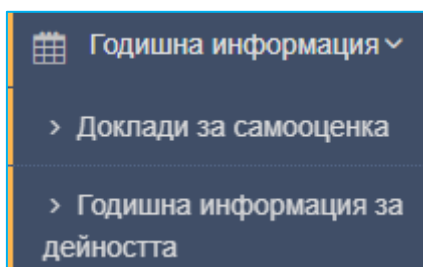 Годишна информация
Доклади за самооценка
Годишна информация за
дейността